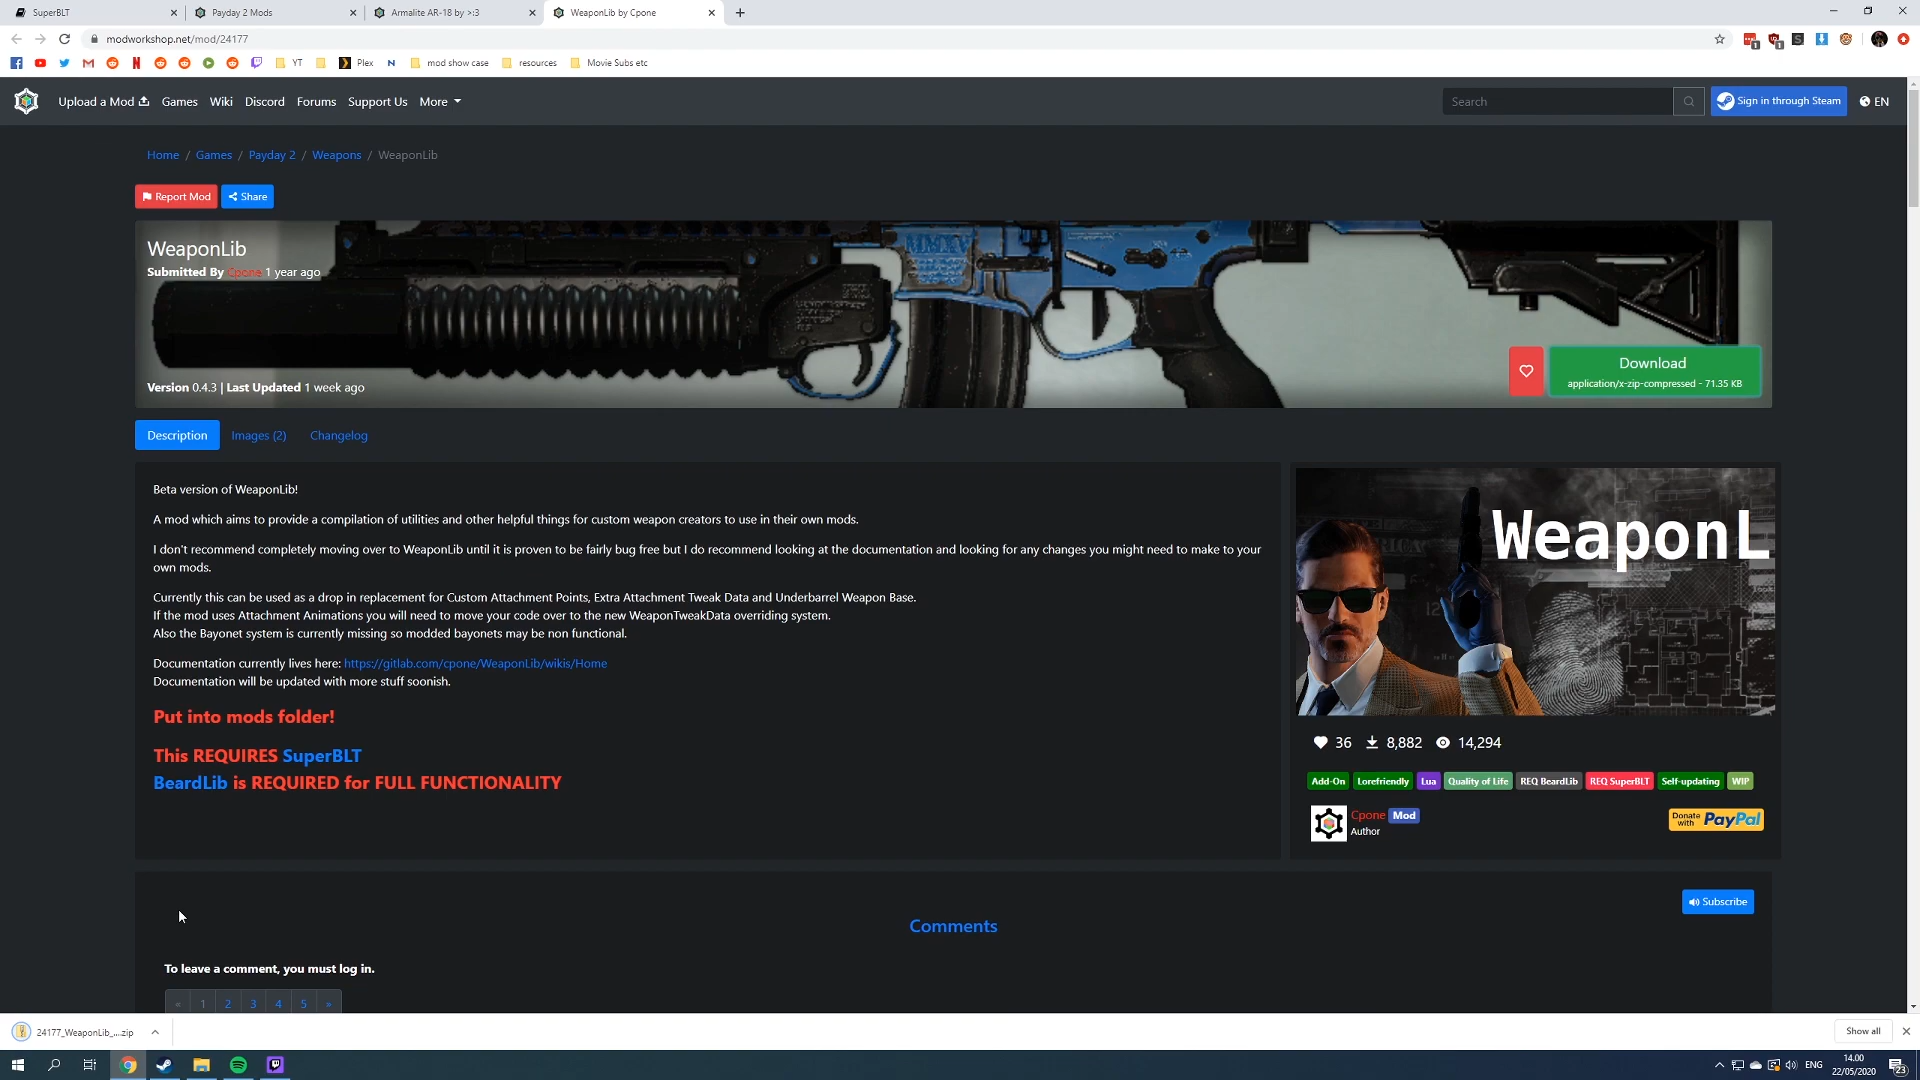 SuperBLT
Payday 2 Mods
Armalite AR-18 by >:3
WeaponLib by Cpone
modworkshop.net/mod/24177
YT
Plex
mod show case
resources
Movie Subs etc
Upload a Mod
Games
Wiki
Discord
Forums
Support Us
More
Search
Sign in through Steam
EN
Home / Games / Payday 2 / Weapons / WeaponLib
Report Mod
Share
WeaponLib
Submitted By Cpone 1 year ago
Version 0.4.3 | Last Updated 1 week ago
Download
application/x-zip-compressed - 71.35 KB
Description
Images (2)
Changelog
Beta version of WeaponLib!
A mod which aims to provide a compilation of utilities and other helpful things for custom weapon creators to use in their own mods.
I don't recommend completely moving over to WeaponLib until it is proven to be fairly bug free but I do recommend looking at the documentation and looking for any changes you might need to make to your
own mods.
Currently this can be used as a drop in replacement for Custom Attachment Points, Extra Attachment Tweak Data and Underbarrel Weapon Base.
If the mod uses Attachment Animations you will need to move your code over to the new WeaponTweakData overriding system.
Also the Bayonet system is currently missing so modded bayonets may be non functional.
Documentation currently lives here: https://gitlab.com/cpone/WeaponLib/wikis/Home
Documentation will be updated with more stuff soonish.
Put into mods folder!
This REQUIRES SuperBLT
BeardLib is REQUIRED for FULL FUNCTIONALITY
WeaponL
36 8,882 14,294
Add-On Lorefriendly Lua Quality of Life REQ BeardLib REQ SuperBLT Self-updating WIP
Cpone Mod
Author
Donate with PayPal
Subscribe
Comments
To leave a comment, you must log in.
« 1 2 3 4 5 »
24177_WeaponLib_....zip
Show all
ENG
14.00
22/05/2020
23